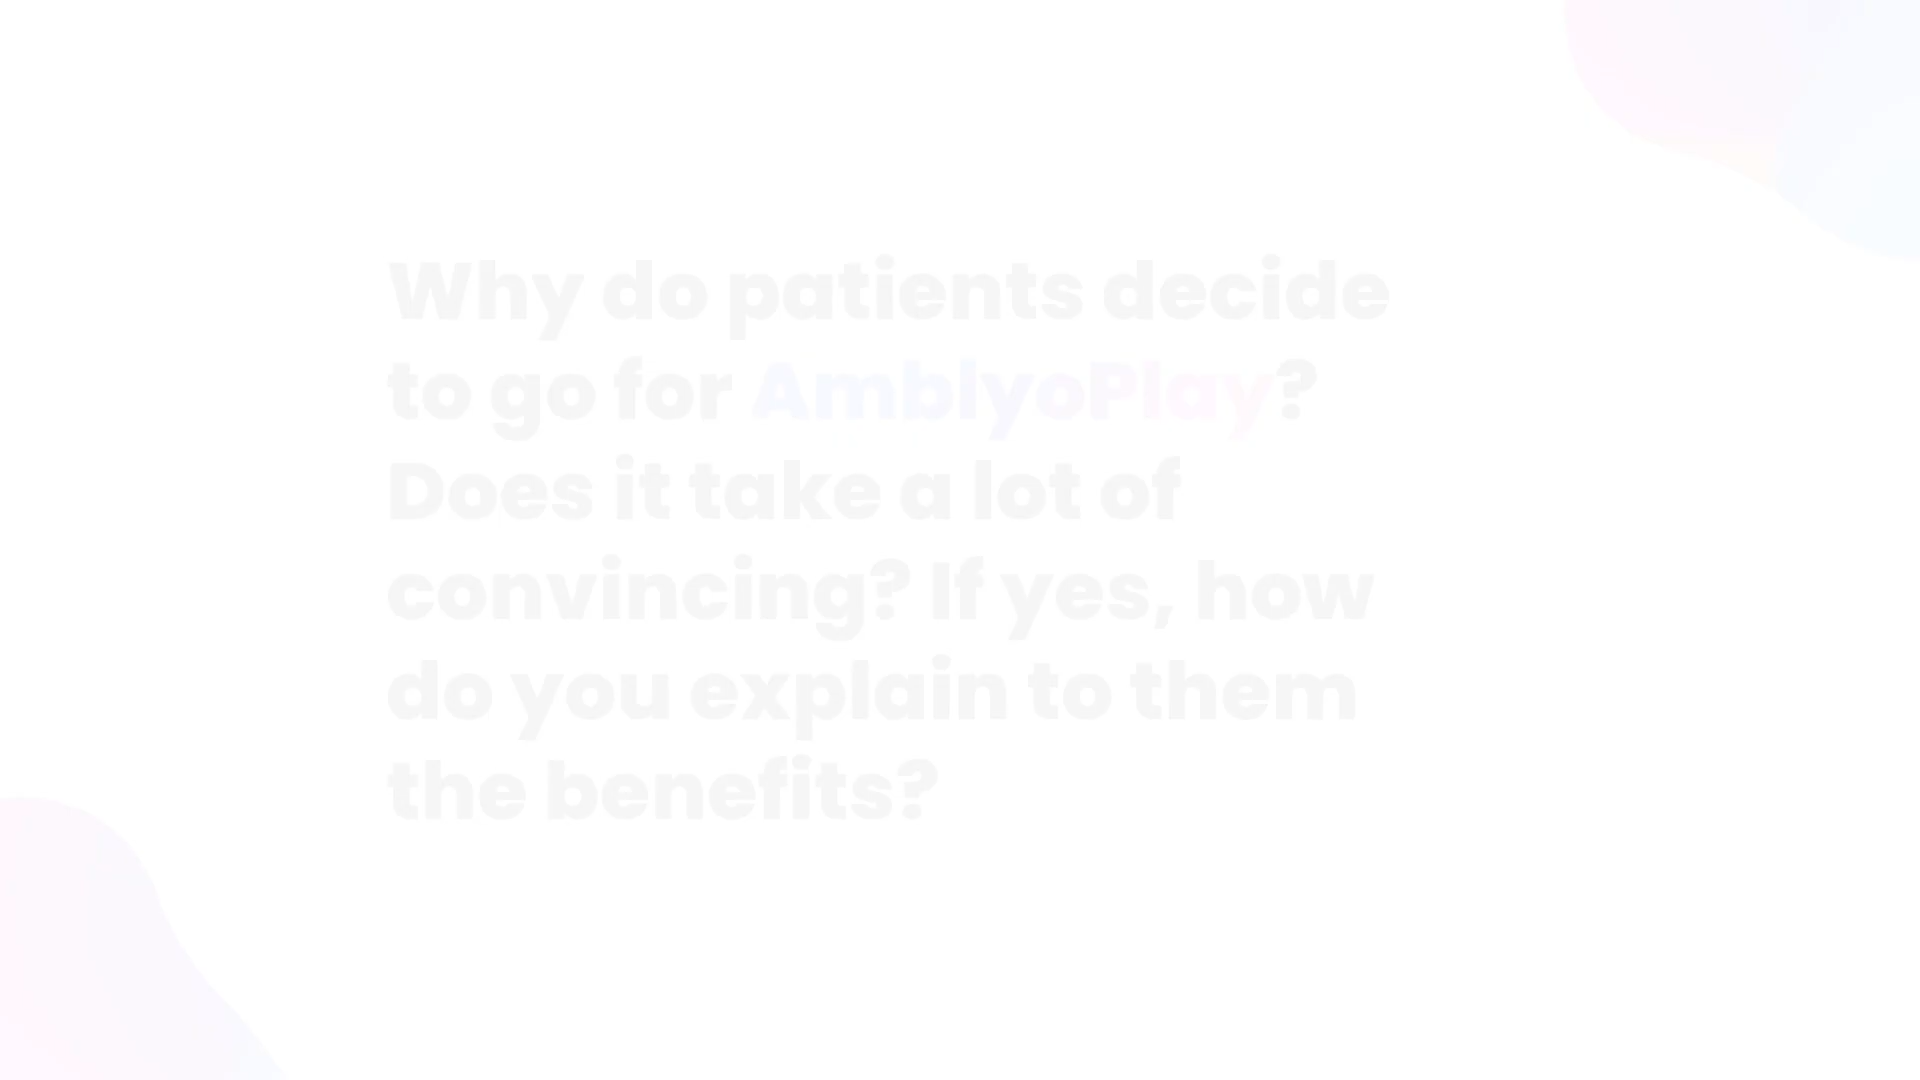 Why do patients decide
to go for AmblyoPlay?
Does it take a lot of
convincing? If yes, how
do you explain to them
the benefits?